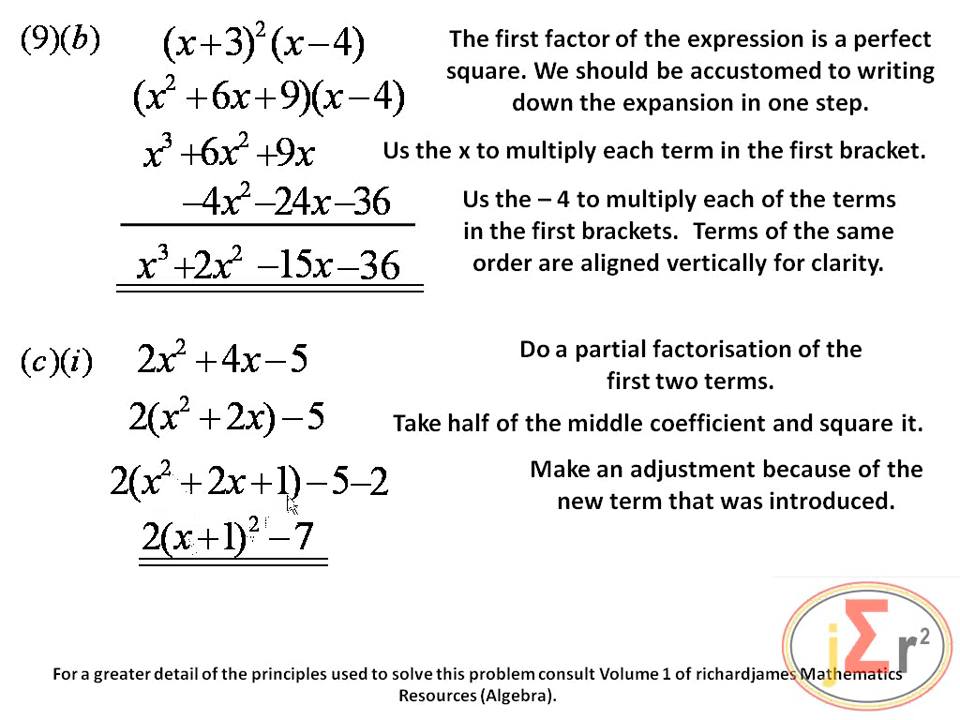 (9)(b) (x+3)²(x−4)
The first factor of the expression is a perfect
square. We should be accustomed to writing
down the expansion in one step.
(x²+6x+9)(x−4)
x³+6x²+9x
Us the x to multiply each term in the first bracket.
−4x²−24x−36
Us the – 4 to multiply each of the terms
in the first brackets. Terms of the same
order are aligned vertically for clarity.
x³+2x²−15x−36
(c)(i) 2x²+4x−5
Do a partial factorisation of the
first two terms.
2(x²+2x)−5
Take half of the middle coefficient and square it.
2(x²+2x+1)−5−2
Make an adjustment because of the
new term that was introduced.
2(x+1)²−7
jΣr²
For a greater detail of the principles used to solve this problem consult Volume 1 of richardjames Mathematics
Resources (Algebra).